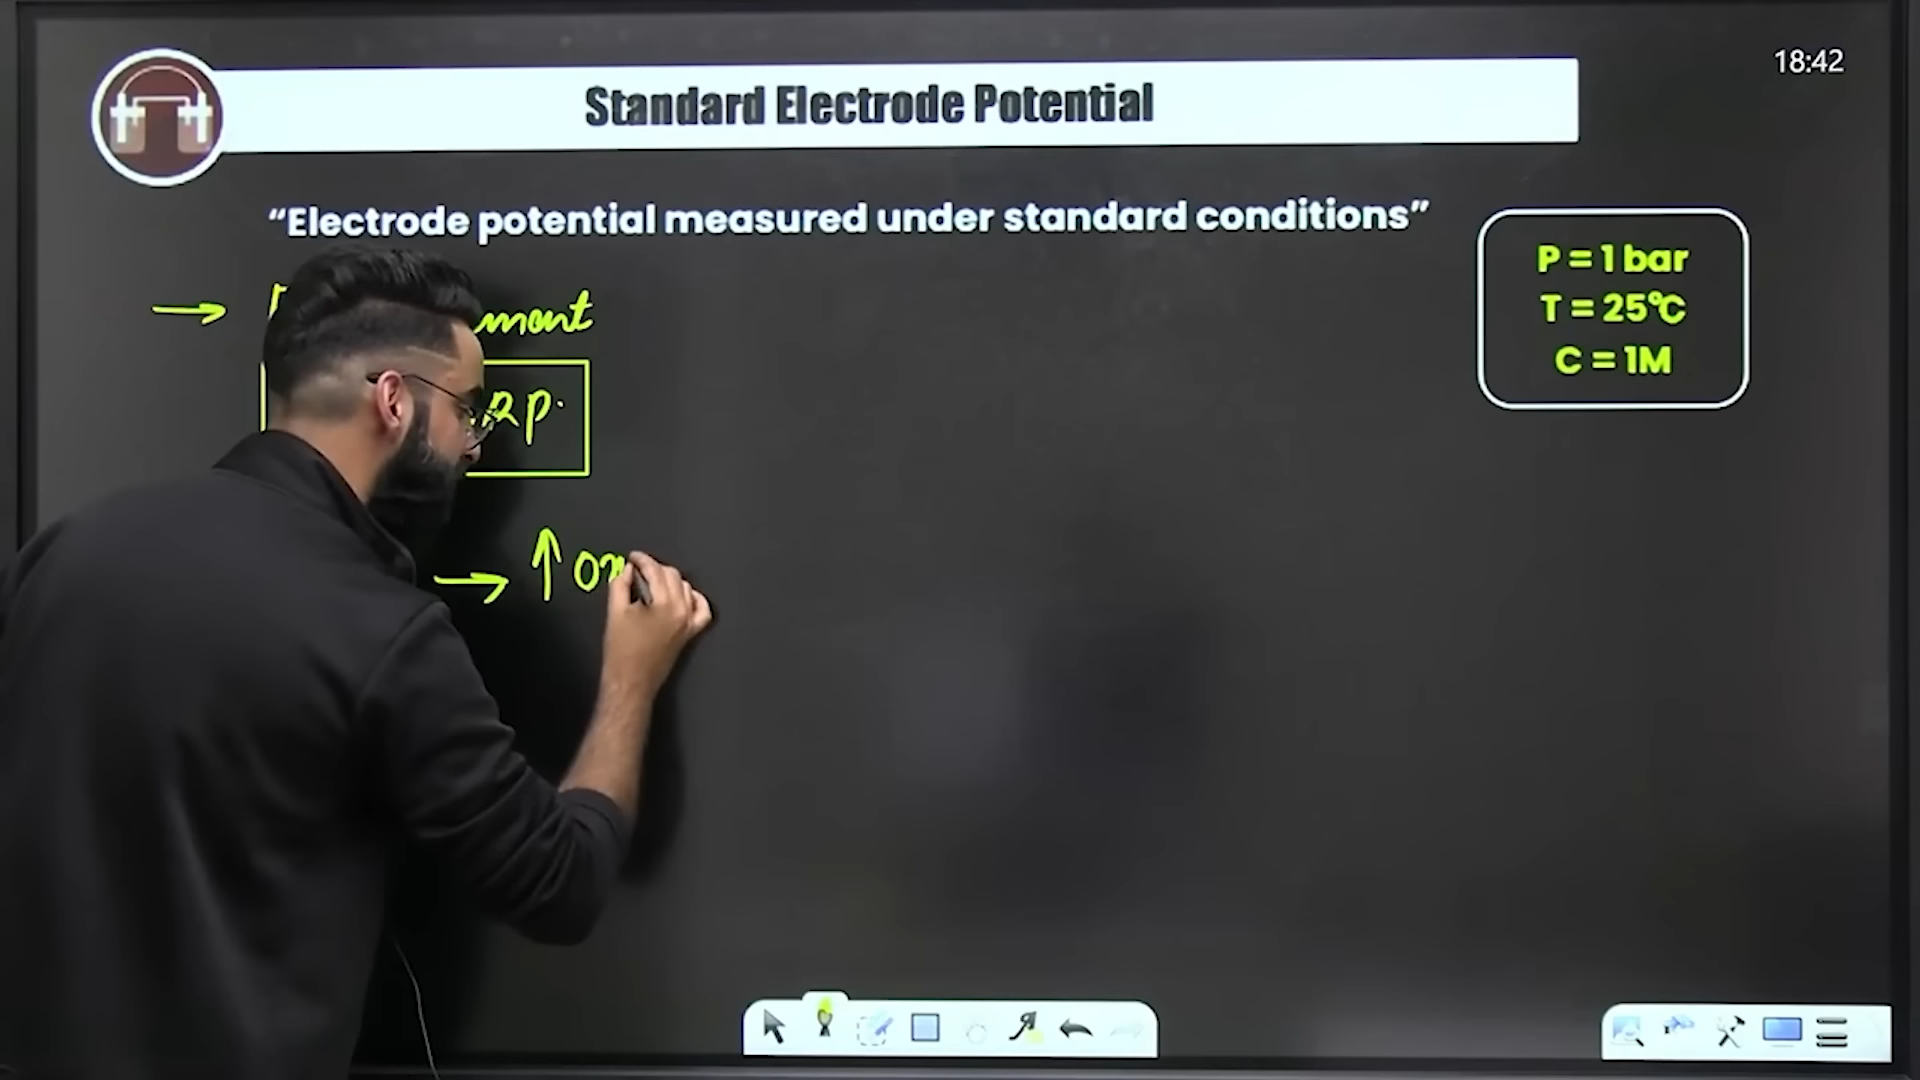 18:42
Standard Electrode Potential
“Electrode potential measured under standard conditions”
P = 1 bar
T = 25°C
C = 1M
→
→ ↑